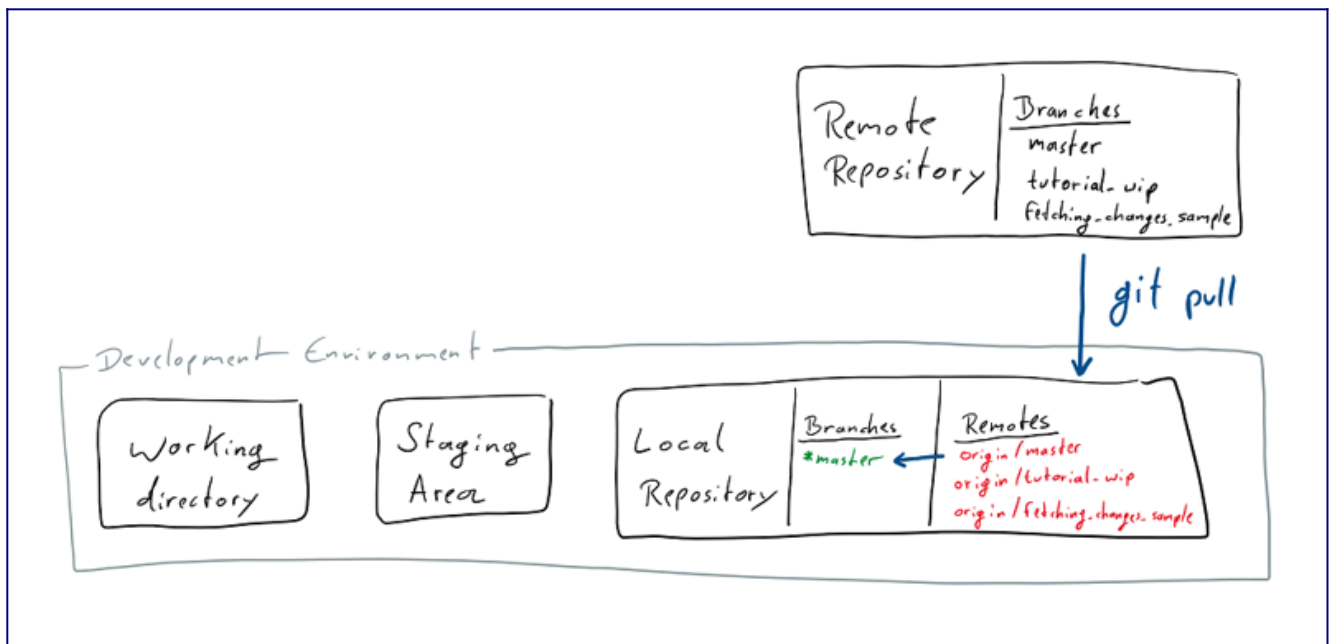 Remote
Repository
Branches
master
tutorial_wip
fetching_changes_sample
git pull
Development Environment
Working
directory
Staging
Area
Local
Repository
Branches
*master
Remotes
origin/master
origin/tutorial_wip
origin/fetching_changes_sample